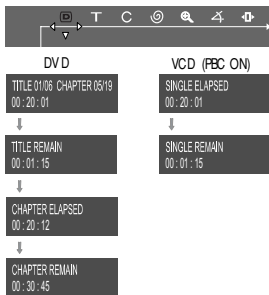 D T C
DVD VCD (PBC ON)
TITLE 01/06 CHAPTER 05/19
00 : 20 : 01
TITLE REMAIN
00 : 01 : 15
CHAPTER ELAPSED
00 : 20 : 12
CHAPTER REMAIN
00 : 30 : 45
SINGLE ELAPSED
00 : 20 : 01
SINGLE REMAIN
00 : 01 : 15